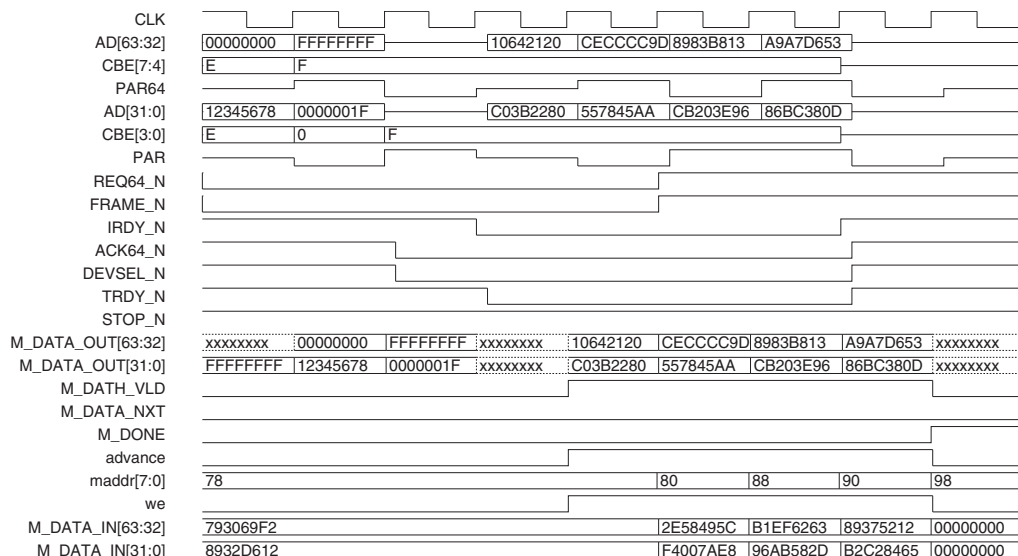 CLK
AD[63:32] 00000000 FFFFFFFF 10642120 CECCCC9D 8983B813 A9A7D653
CBE[7:4] E F
PAR64
AD[31:0] 12345678 0000001F C03B2280 557845AA CB203E96 86BC380D
CBE[3:0] E 0 F
PAR
REQ64_N
FRAME_N
IRDY_N
ACK64_N
DEVSEL_N
TRDY_N
STOP_N
M_DATA_OUT[63:32] xxxxxxxx 00000000 FFFFFFFF xxxxxxxx 10642120 CECCCC9D 8983B813 A9A7D653 xxxxxxxx
M_DATA_OUT[31:0] FFFFFFFF 12345678 0000001F xxxxxxxx C03B2280 557845AA CB203E96 86BC380D xxxxxxxx
M_DATH_VLD
M_DATA_NXT
M_DONE
advance
maddr[7:0] 78 80 88 90 98
we
M_DATA_IN[63:32] 793069F2 2E58495C B1EF6263 89375212 00000000
M_DATA_IN[31:0] 8932D612 F4007AE8 96AB582D B2C28465 00000000